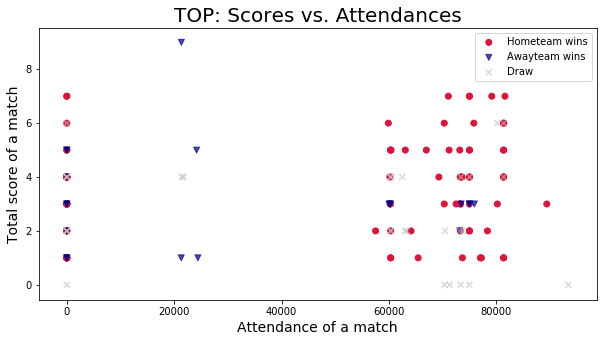 TOP: Scores vs. Attendances
Hometeam wins
Awayteam wins
Draw
Total score of a match
8
6
4
2
0
0 20000 40000 60000 80000
Attendance of a match